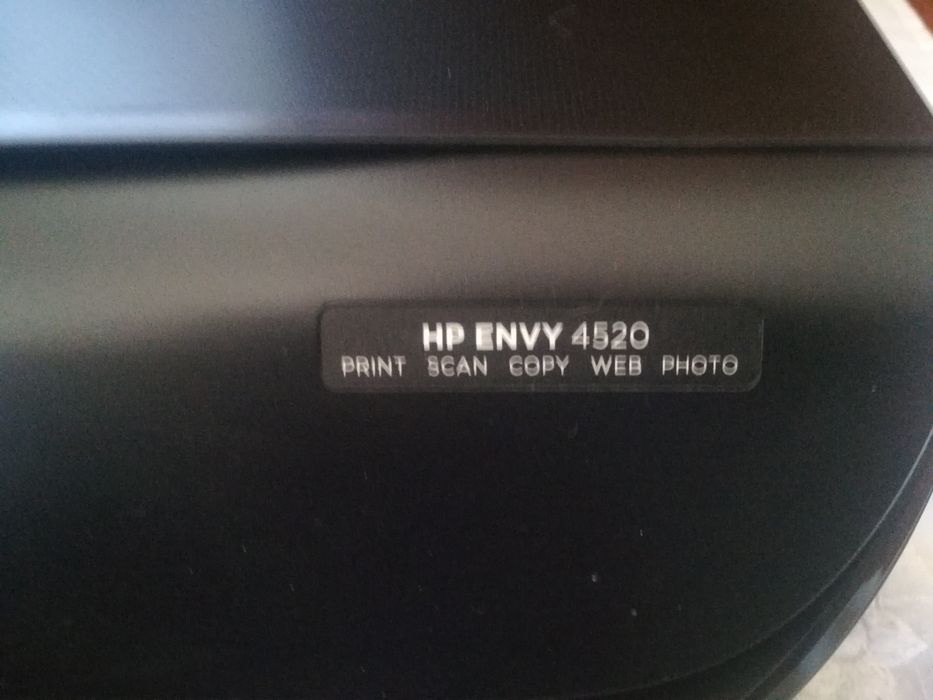 HP ENVY 4520
PRINT SCAN COPY WEB PHOTO